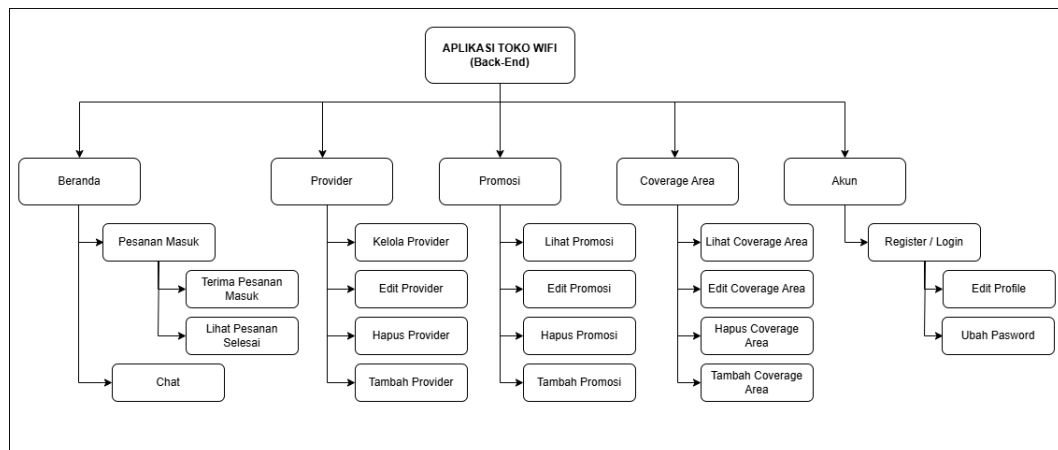 APLIKASI TOKO WIFI
(Back-End)
Beranda
Provider
Promosi
Coverage Area
Akun
Pesanan Masuk
Terima Pesanan
Masuk
Lihat Pesanan
Selesai
Chat
Kelola Provider
Edit Provider
Hapus Provider
Tambah Provider
Lihat Promosi
Edit Promosi
Hapus Promosi
Tambah Promosi
Lihat Coverage Area
Edit Coverage Area
Hapus Coverage
Area
Tambah Coverage
Area
Register / Login
Edit Profile
Ubah Pasword